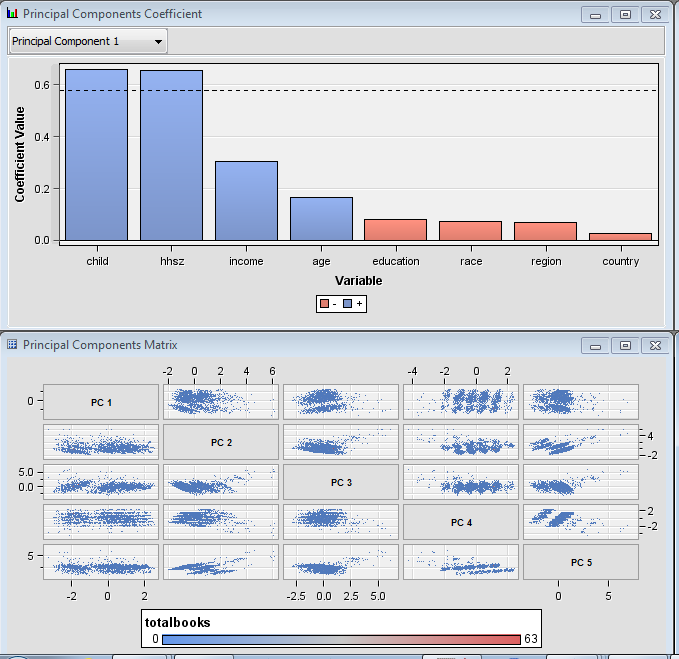 Principal Components Coefficient
Principal Component 1
Coefficient Value
0.6
0.4
0.2
0.0
child hhsz income age education race region country
Variable
- +
Principal Components Matrix
-2 0 2 4 6 -4 -2 0 2
0 PC 1
PC 2 4
-2
5.0
0.0 PC 3
PC 4 2
-2
5 PC 5
-2 0 2 -2.5 0.0 2.5 5.0 0 5
totalbooks
0 63